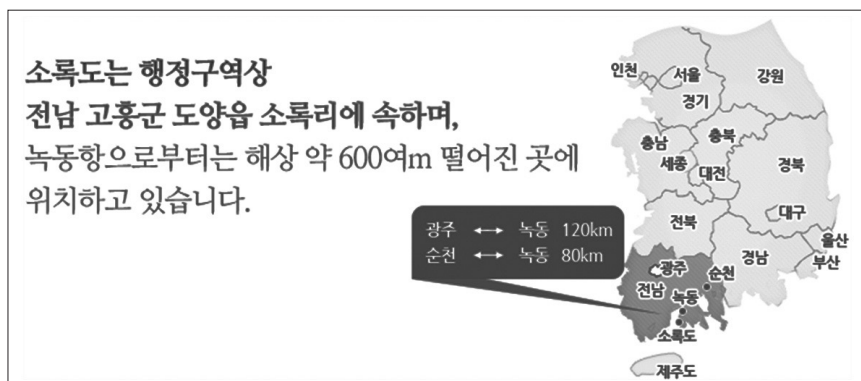 소록도는 행정구역상
전남 고흥군 도양읍 소록리에 속하며,
녹동항으로부터는 해상 약 600여m 떨어진 곳에
위치하고 있습니다.
광주 ↔ 녹동 120km
순천 ↔ 녹동 80km
인천
서울
강원
경기
충남
충북
세종
대전
경북
대구
전북
울산
부산
경남
광주
순천
전남
녹동
소록도
제주도